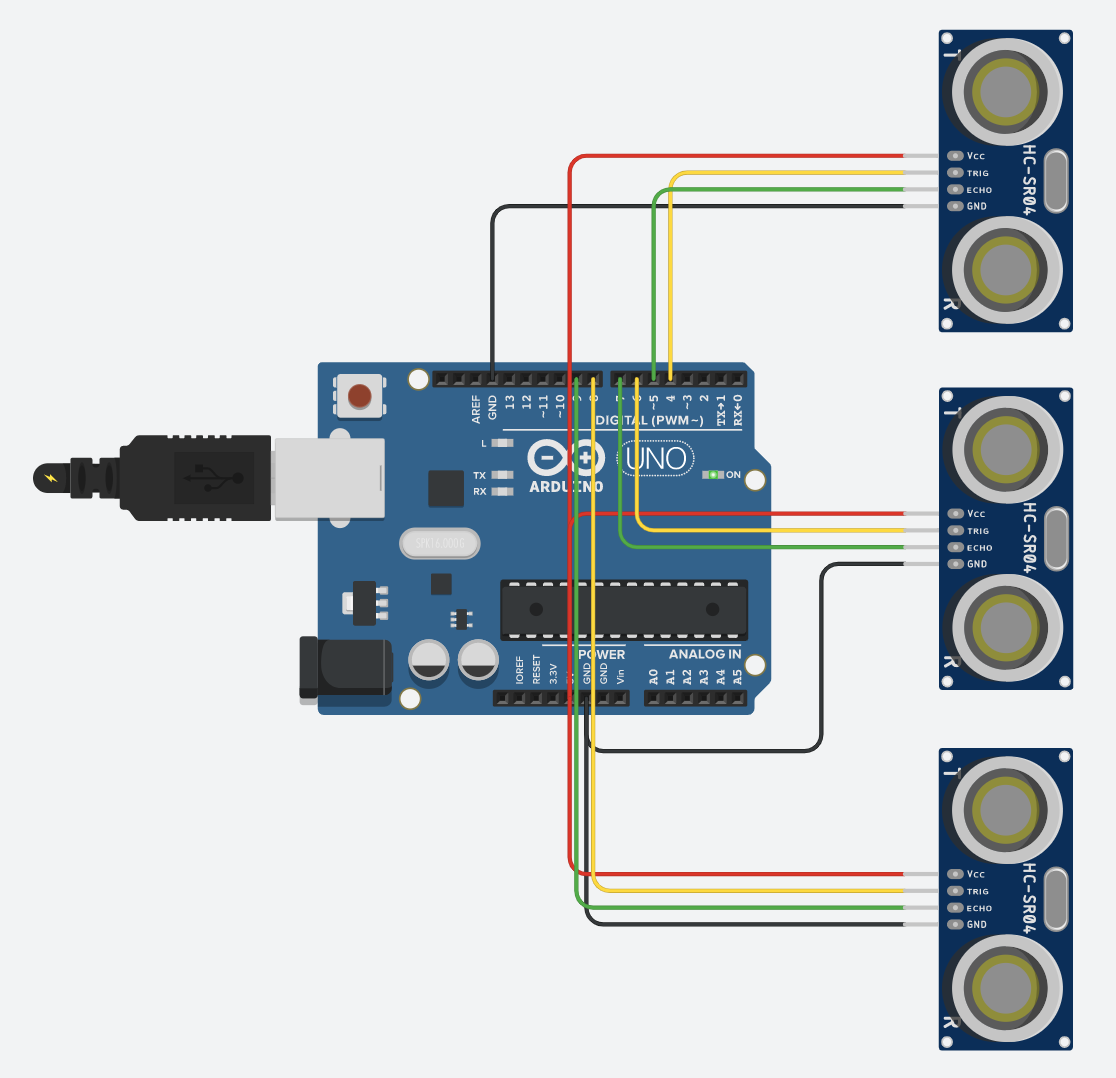 T
HC-SR04
VCC
TRIG
ECHO
GND
R
AREF
GND
13
12
~11
~10
9
8
7
6
~5
4
~3
2
TX→1
RX←0
DIGITAL (PWM~)
L
TX
RX
ARDUINO
UNO
ON
T
HC-SR04
VCC
TRIG
ECHO
GND
R
IOREF
RESET
3.3V
GND
GND
Vin
POWER
ANALOG IN
A0
A1
A2
A3
A4
A5
T
HC-SR04
VCC
TRIG
ECHO
GND
R